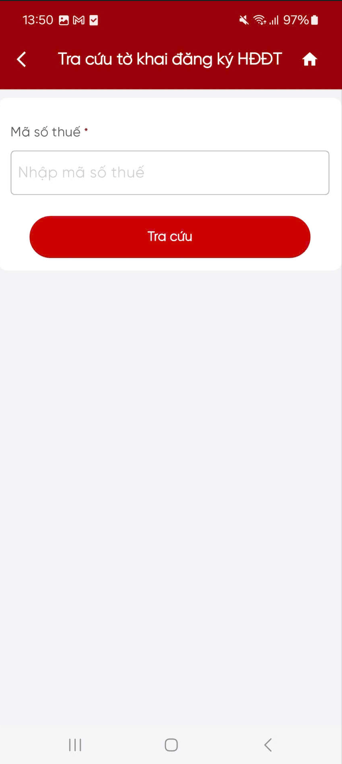 13:50 97%
Tra cứu tờ khai đăng ký HĐĐT
Mã số thuế *
Nhập mã số thuế
Tra cứu